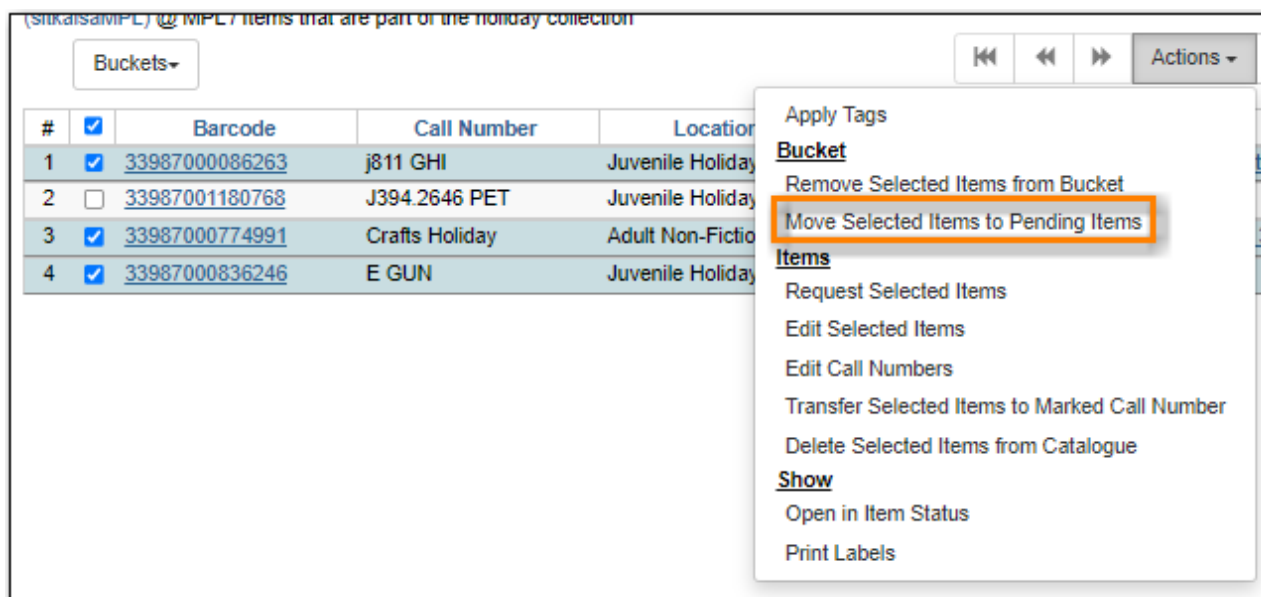 (sitkaisaMPL) @ MPL / Items that are part of the holiday collection
Buckets
Actions
# Barcode Call Number Location
1 33987000086263 j811 GHI Juvenile Holiday
2 33987001180768 J394.2646 PET Juvenile Holiday
3 33987000774991 Crafts Holiday Adult Non-Fictio
4 33987000836246 E GUN Juvenile Holiday
Apply Tags
Bucket
Remove Selected Items from Bucket
Move Selected Items to Pending Items
Items
Request Selected Items
Edit Selected Items
Edit Call Numbers
Transfer Selected Items to Marked Call Number
Delete Selected Items from Catalogue
Show
Open in Item Status
Print Labels